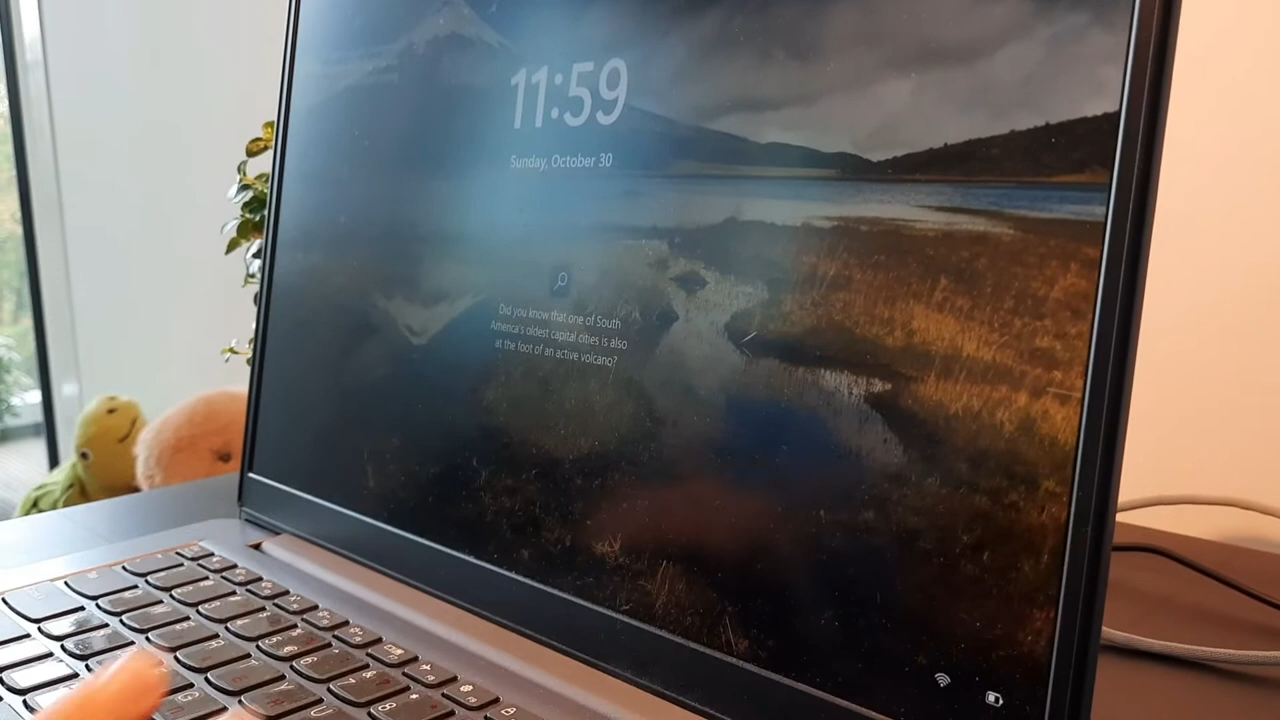 11:59
Sunday, October 30
Did you know that one of South
America's oldest capital cities is also
at the foot of an active volcano?